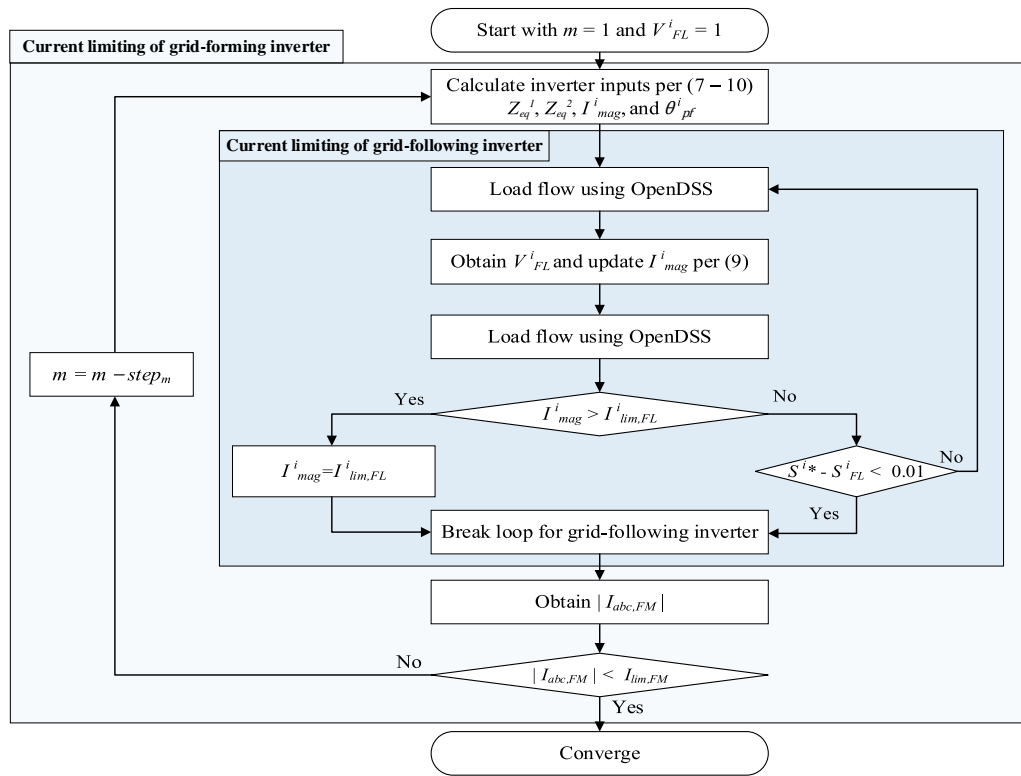 Start with m = 1 and V^i_FL = 1
Current limiting of grid-forming inverter
Calculate inverter inputs per (7 – 10)
Z_eq^1, Z_eq^2, I^i_mag, and θ^i_pf
Current limiting of grid-following inverter
Load flow using OpenDSS
Obtain V^i_FL and update I^i_mag per (9)
Load flow using OpenDSS
m = m – step_m
Yes
I^i_mag > I^i_lim,FL
No
I^i_mag=I^i_lim,FL
S^i* - S^i_FL < 0.01
No
Yes
Break loop for grid-following inverter
Obtain | I_abc,FM |
No
| I_abc,FM | < I_lim,FM
Yes
Converge